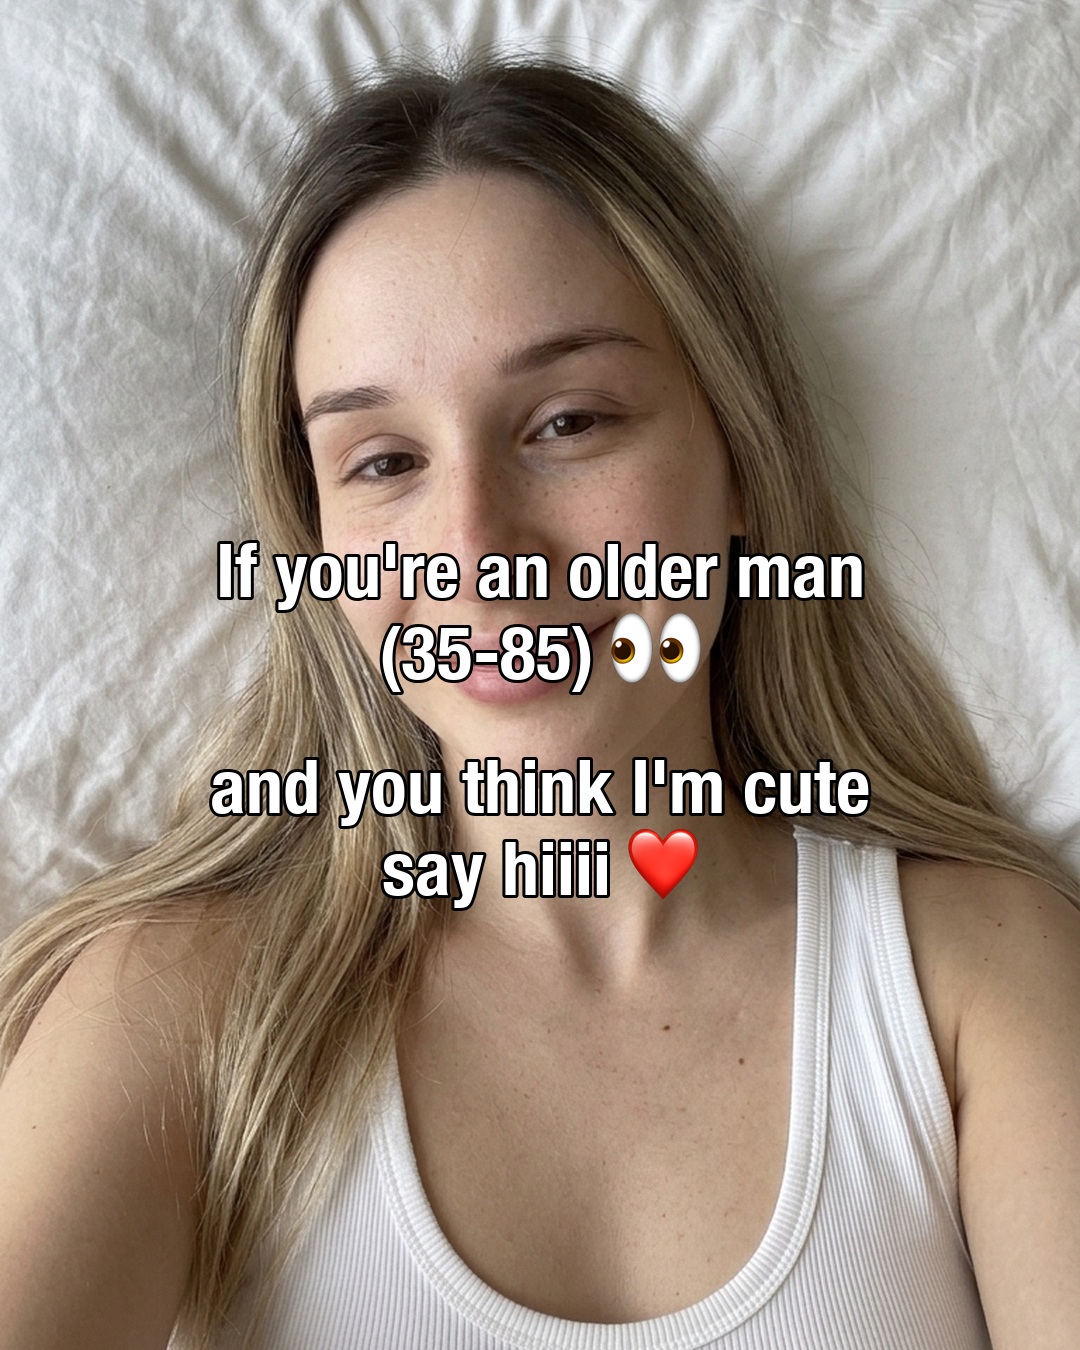 If you're an older man
(35-85) 👀
and you think I'm cute
say hiiii ❤️